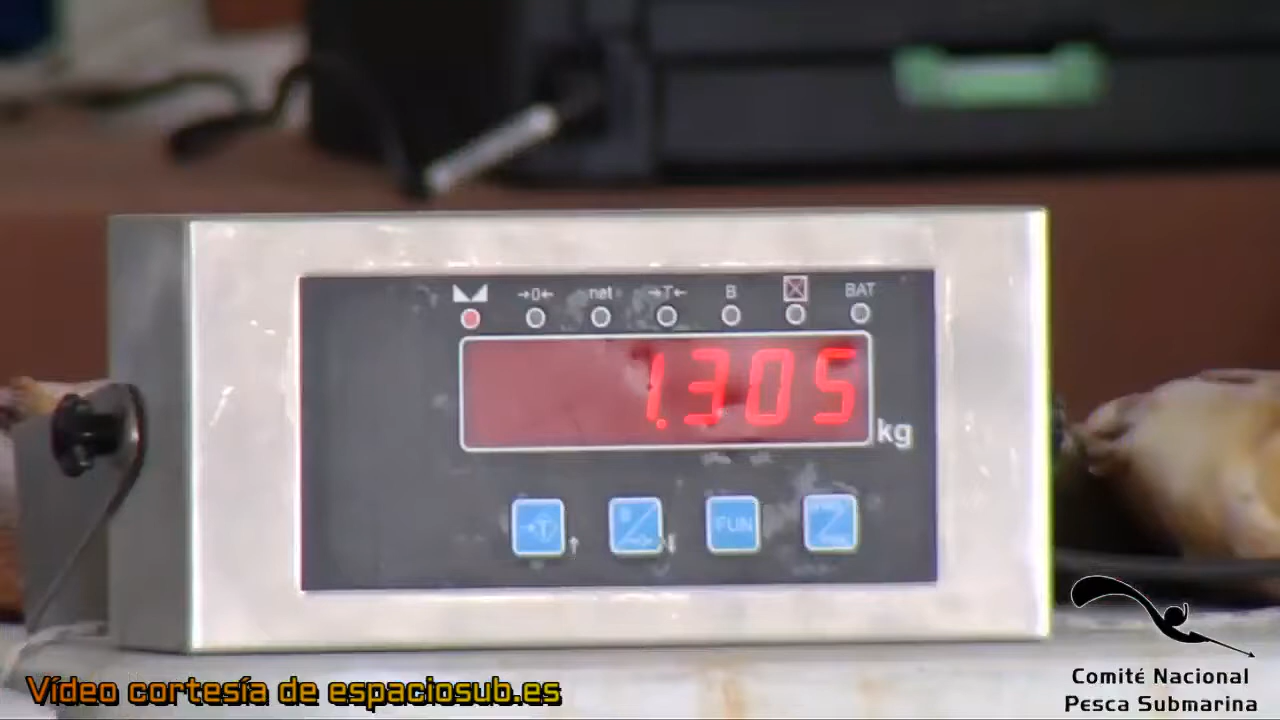 →0← net →T← B BAT
1.305
kg
→T← FUN
Vídeo cortesía de espaciosub.es
Comité Nacional
Pesca Submarina